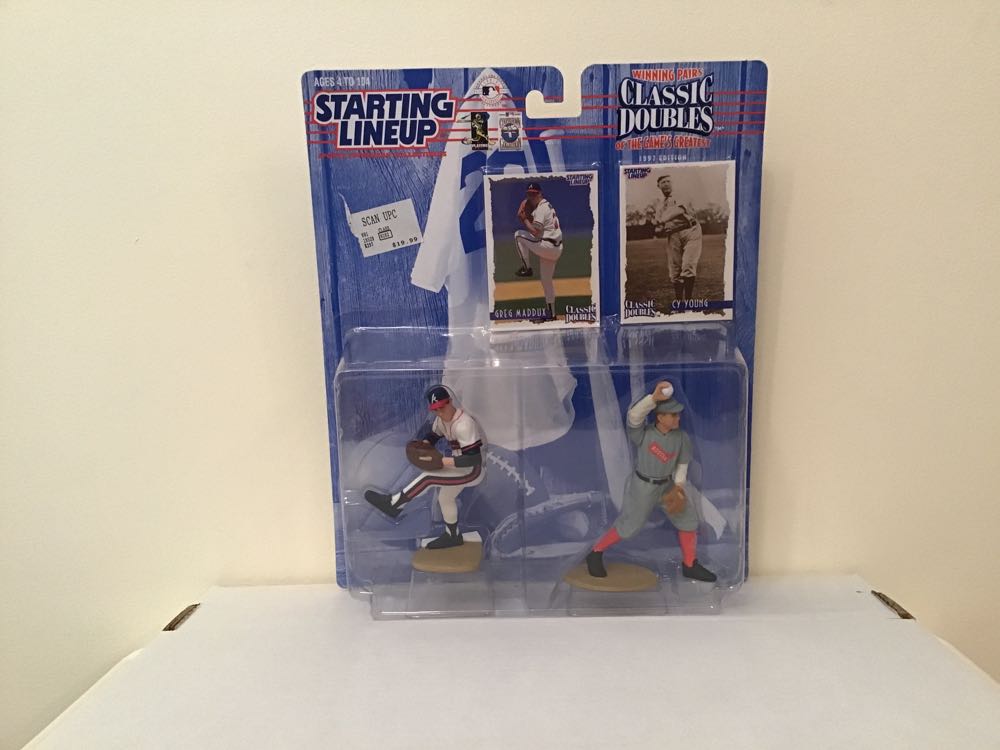 AGES 4 TO 104
STARTING
LINEUP
WINNING PAIRS
CLASSIC
DOUBLES
OF THE GAME'S GREATEST
1997 EDITION
SCAN UPC
CLASS
$19.99
STARTING
LINEUP
GREG MADDUX
CLASSIC
DOUBLES
STARTING
LINEUP
CLASSIC
DOUBLES
CY YOUNG